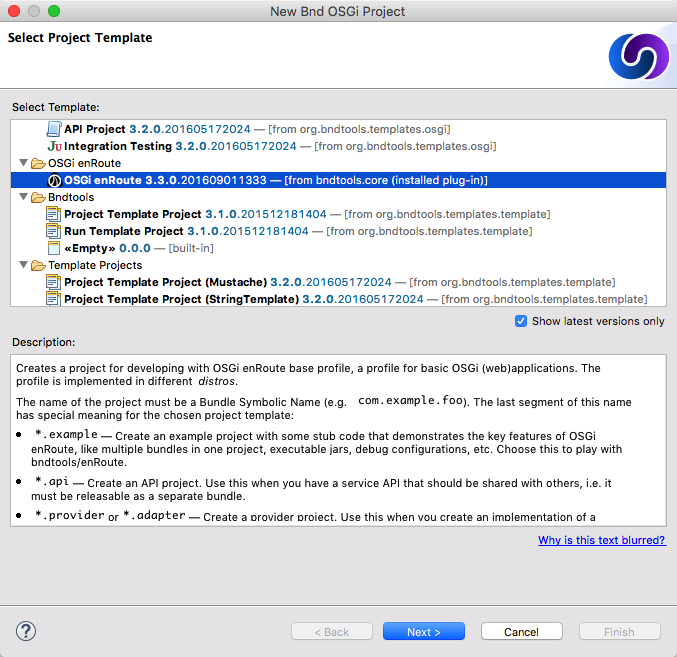 New Bnd OSGi Project
Select Project Template
Select Template:
API Project 3.2.0.201605172024 — [from org.bndtools.templates.osgi]
JU Integration Testing 3.2.0.201605172024 — [from org.bndtools.templates.osgi]
OSGi enRoute
OSGi enRoute 3.3.0.201609011333 — [from bndtools.core (installed plug-in)]
Bndtools
Project Template Project 3.1.0.201512181404 — [from org.bndtools.templates.template]
Run Template Project 3.1.0.201512181404 — [from org.bndtools.templates.template]
«Empty» 0.0.0 — [built-in]
Template Projects
Project Template Project (Mustache) 3.2.0.201605172024 — [from org.bndtools.templates.template]
Project Template Project (StringTemplate) 3.2.0.201605172024 — [from org.bndtools.templates.template]
Show latest versions only
Description:
Creates a project for developing with OSGi enRoute base profile, a profile for basic OSGi (web)applications. The
profile is implemented in different distros.
The name of the project must be a Bundle Symbolic Name (e.g. com.example.foo). The last segment of this name
has special meaning for the chosen project template:
• *.example — Create an example project with some stub code that demonstrates the key features of OSGi
enRoute, like multiple bundles in one project, executable jars, debug configurations, etc. Choose this to play with
bndtools/enRoute.
• *.api — Create an API project. Use this when you have a service API that should be shared with others, i.e. it
must be releasable as a separate bundle.
• *.provider or *.adapter — Create a provider project. Use this when you create an implementation of a
Why is this text blurred?
?
< Back
Next >
Cancel
Finish